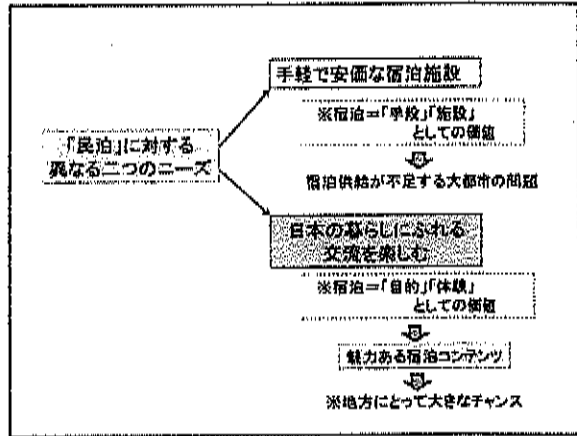 手軽で安価な宿泊施設
※宿泊＝「手段」「施設」
としての価値
「民泊」に対する
異なる二つのニーズ
宿泊供給が不足する大都市の問題
日本の暮らしにふれる
交流を楽しむ
※宿泊＝「目的」「体験」
としての価値
魅力ある宿泊コンテンツ
※地方にとって大きなチャンス